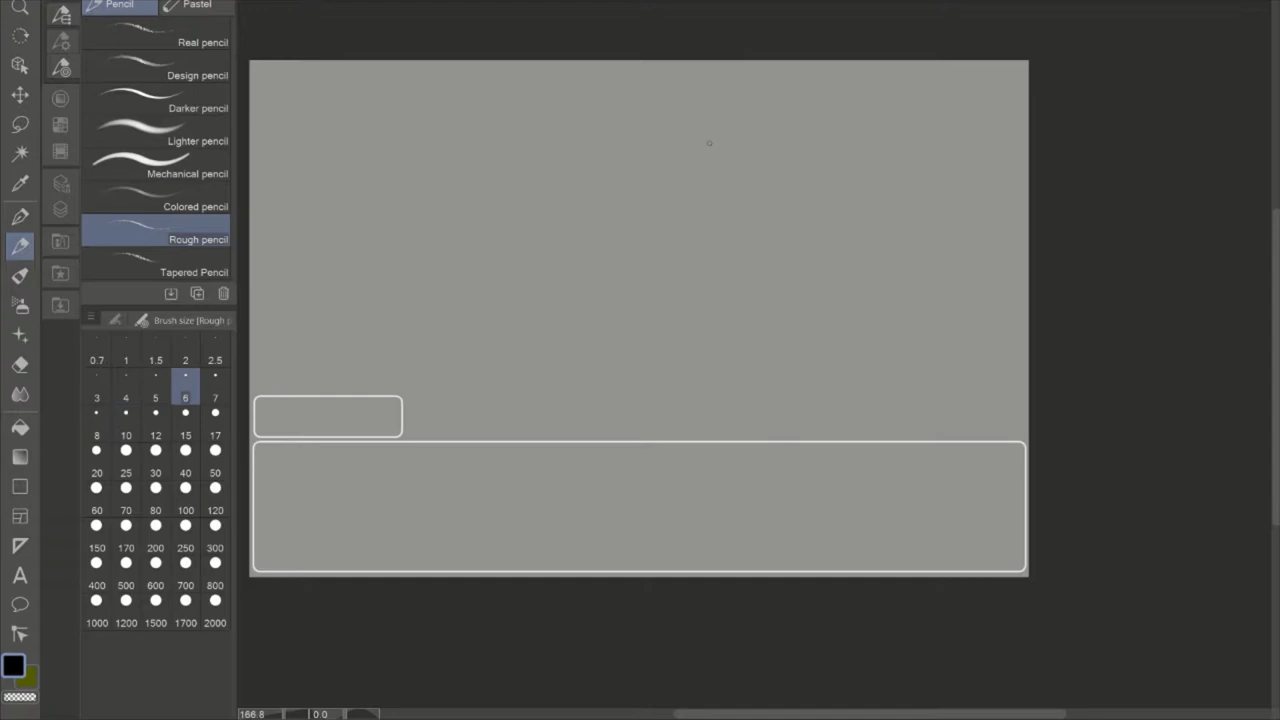 Pencil Pastel
Real pencil
Design pencil
Darker pencil
Lighter pencil
Mechanical pencil
Colored pencil
Rough pencil
Tapered Pencil
Brush size [Rough p
0.7 1 1.5 2 2.5
3 4 5 6 7
8 10 12 15 17
20 25 30 40 50
60 70 80 100 120
150 170 200 250 300
400 500 600 700 800
1000 1200 1500 1700 2000
166.8 0.0